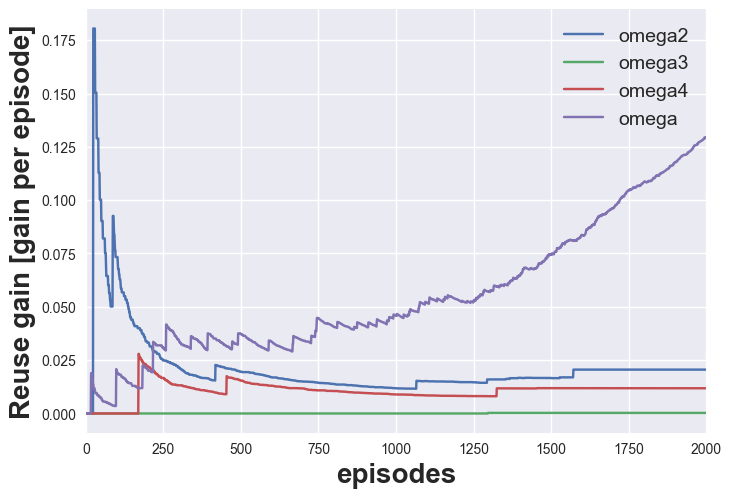 Reuse gain [gain per episode]
0.175
0.150
0.125
0.100
0.075
0.050
0.025
0.000
omega2
omega3
omega4
omega
0 250 500 750 1000 1250 1500 1750 2000
episodes